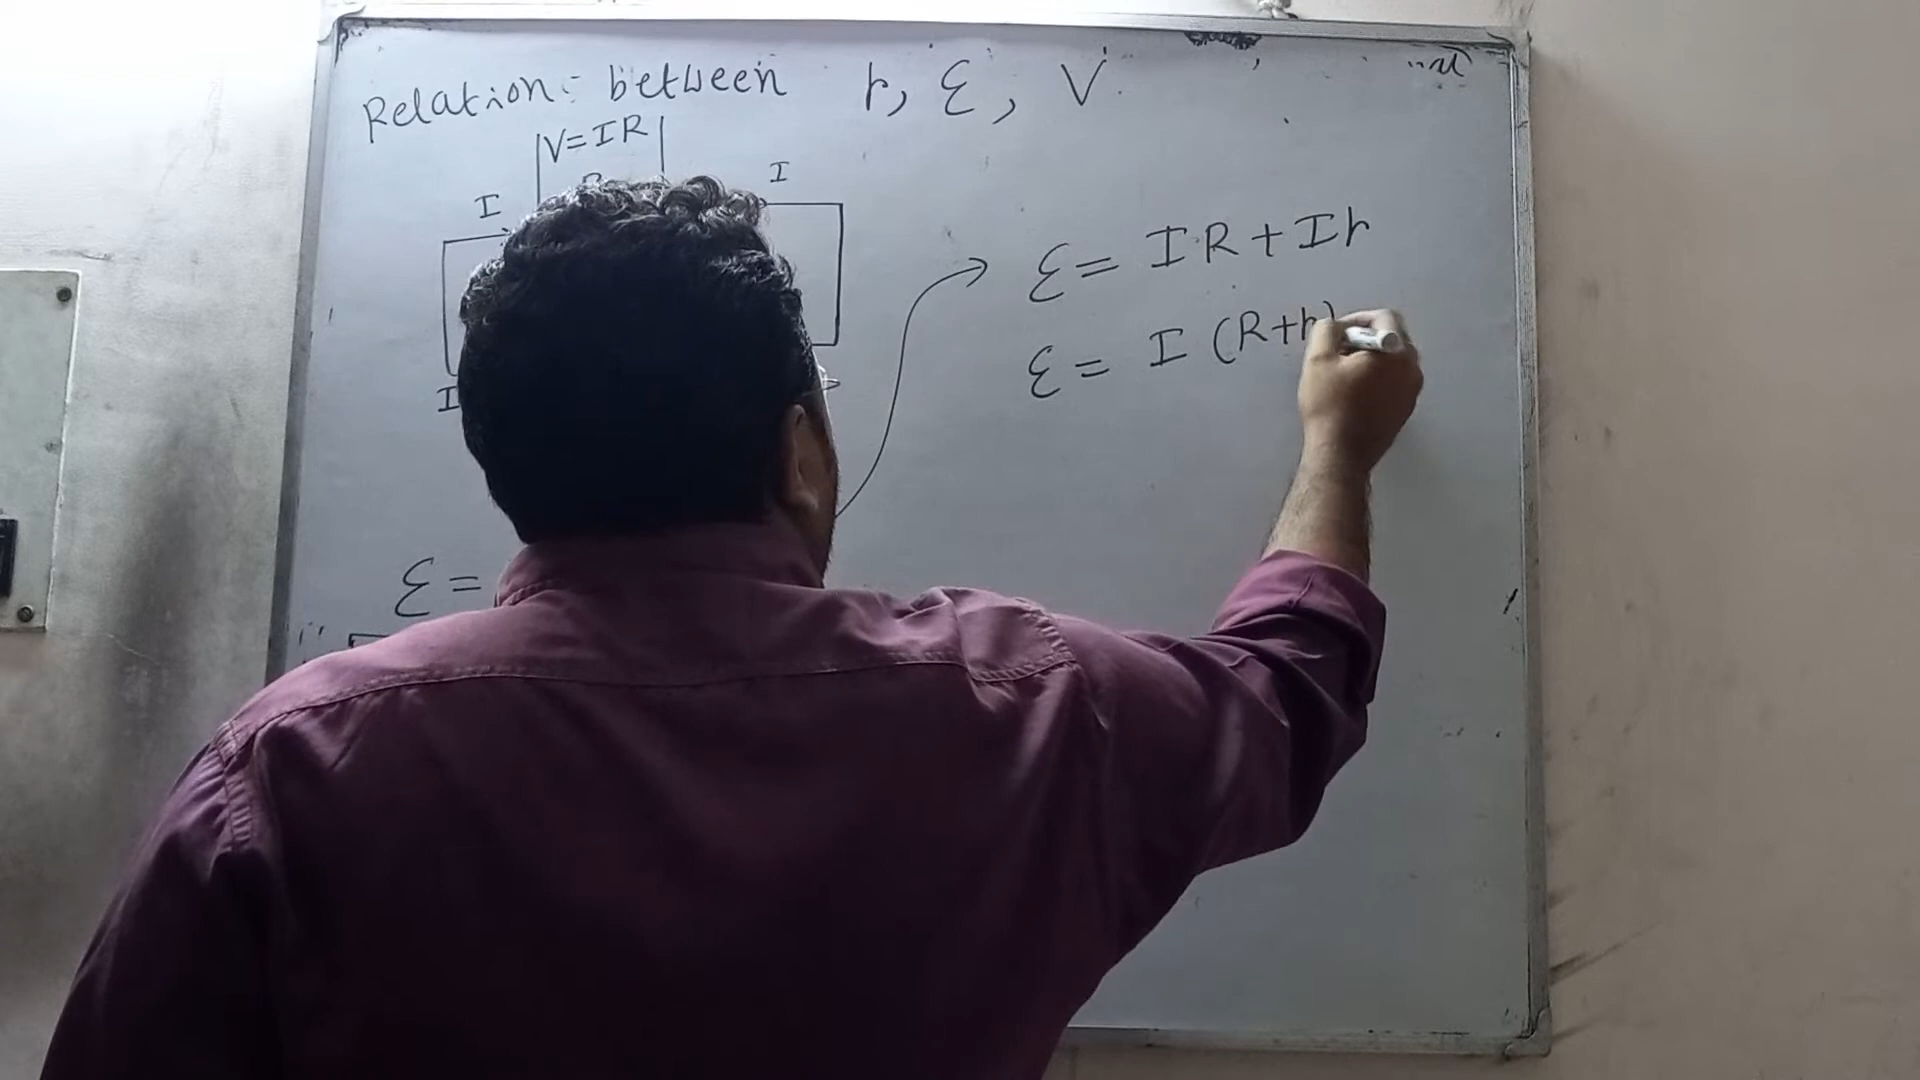 Relation:- between r, ε, V.
V=IR
I
I
I
ε = IR + Ir
ε = I (R+r)
ε =